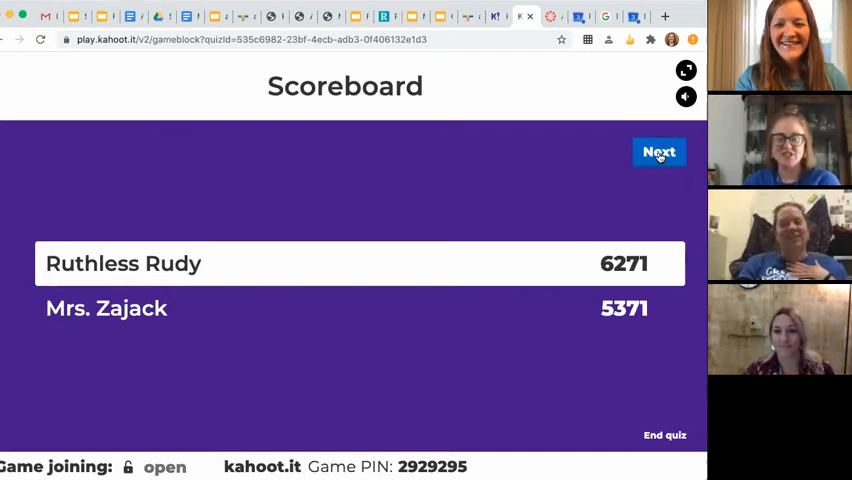 play.kahoot.it/v2/gameblock?quizId=535c6982-23bf-4ecb-adb3-0f406132e1d3
Scoreboard
Next
Ruthless Rudy 6271
Mrs. Zajack 5371
End quiz
Game joining: open kahoot.it Game PIN: 2929295